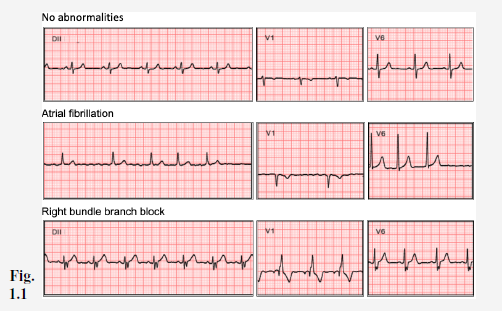 No abnormalities
DII V1 V6
Atrial fibrillation
V1 V6
Right bundle branch block
DII V1 V6
Fig.
1.1